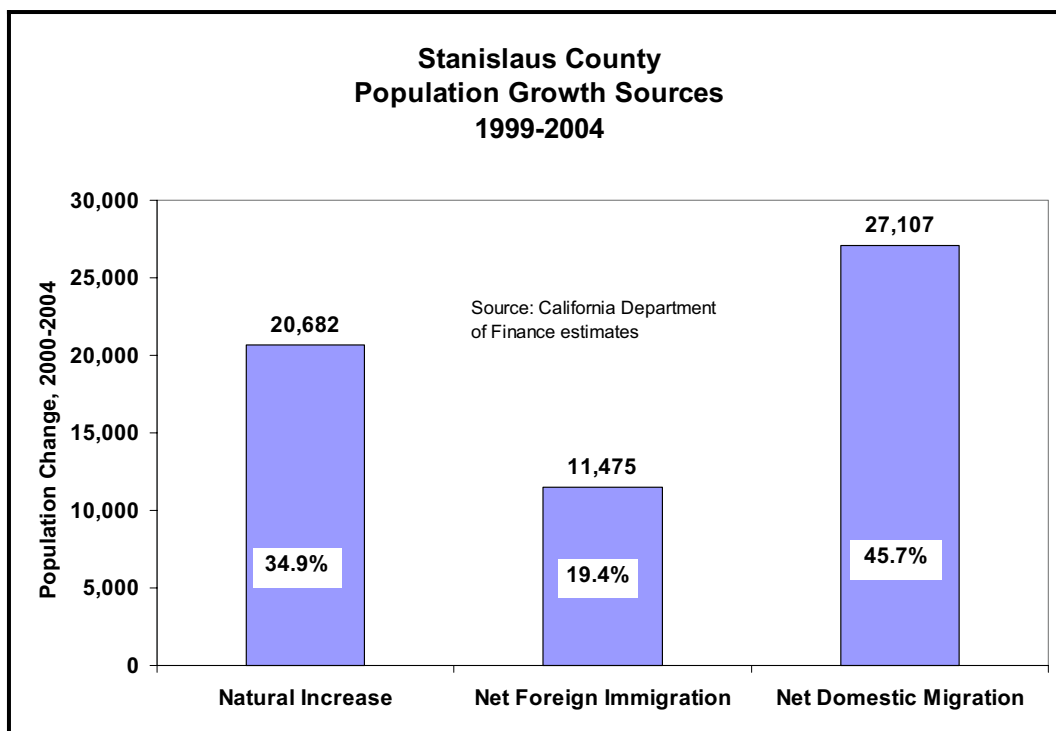 Stanislaus County
Population Growth Sources
1999-2004
Population Change, 2000-2004
30,000
25,000
20,000
15,000
10,000
5,000
0
Source: California Department
of Finance estimates
20,682
11,475
27,107
34.9%
19.4%
45.7%
Natural Increase
Net Foreign Immigration
Net Domestic Migration